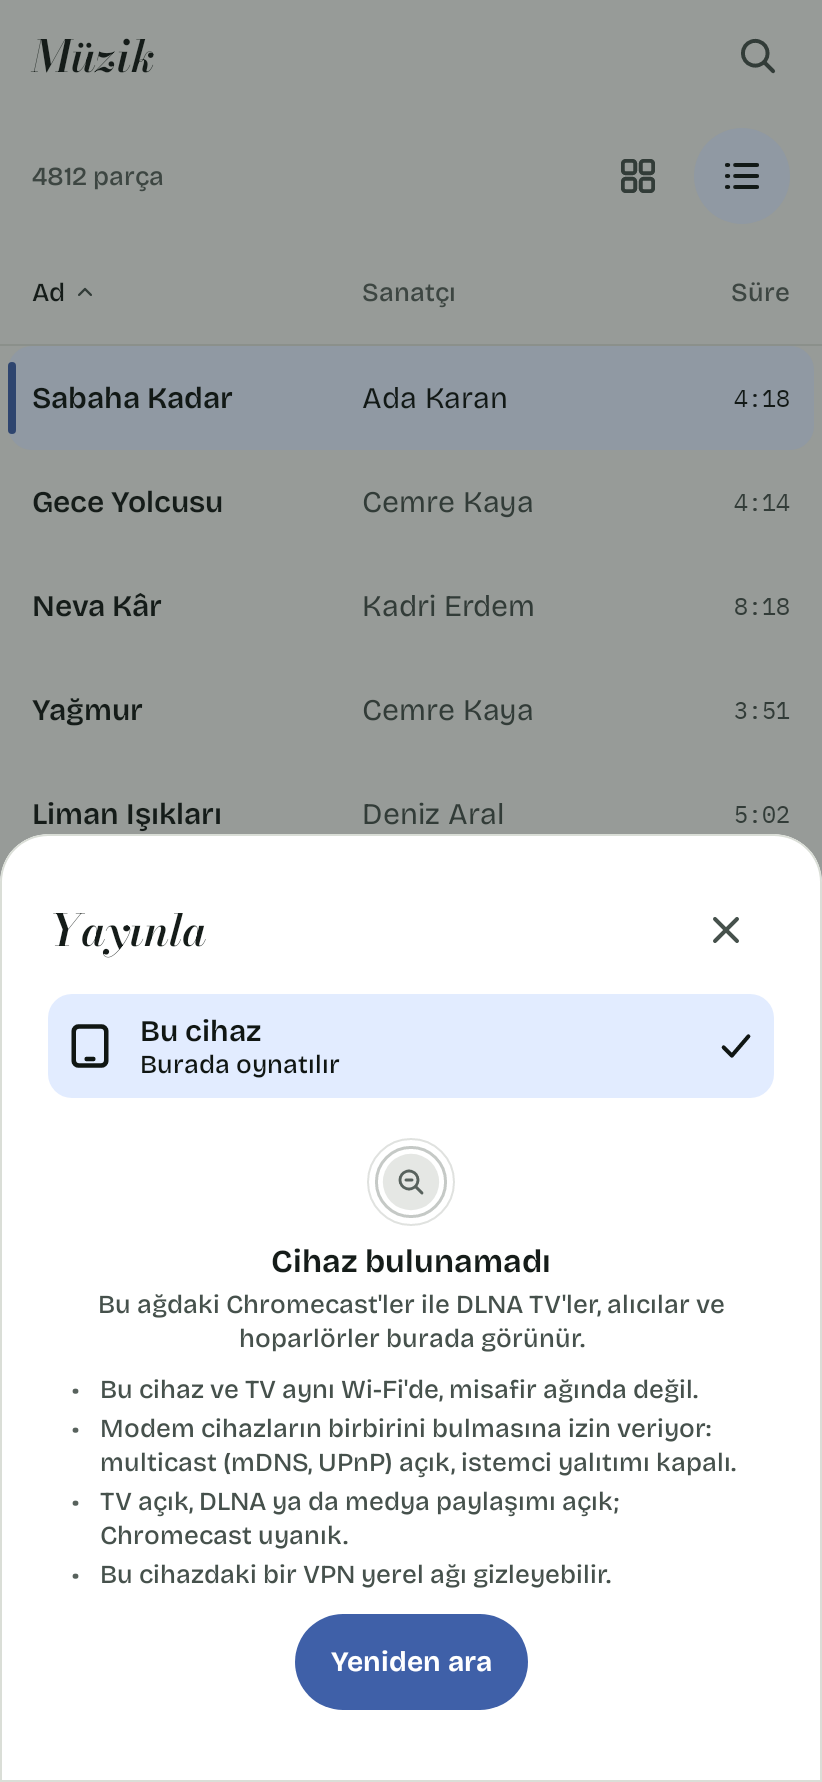 Müzik
4812 parça
Ad Sanatçı Süre
Sabaha Kadar Ada Karan 4:18
Gece Yolcusu Cemre Kaya 4:14
Neva Kâr Kadri Erdem 8:18
Yağmur Cemre Kaya 3:51
Liman Işıkları Deniz Aral 5:02
Yayınla
Bu cihaz
Burada oynatılır
Cihaz bulunamadı
Bu ağdaki Chromecast'ler ile DLNA TV'ler, alıcılar ve
hoparlörler burada görünür.
• Bu cihaz ve TV aynı Wi-Fi'de, misafir ağında değil.
• Modem cihazların birbirini bulmasına izin veriyor:
multicast (mDNS, UPnP) açık, istemci yalıtımı kapalı.
• TV açık, DLNA ya da medya paylaşımı açık;
Chromecast uyanık.
• Bu cihazdaki bir VPN yerel ağı gizleyebilir.
Yeniden ara